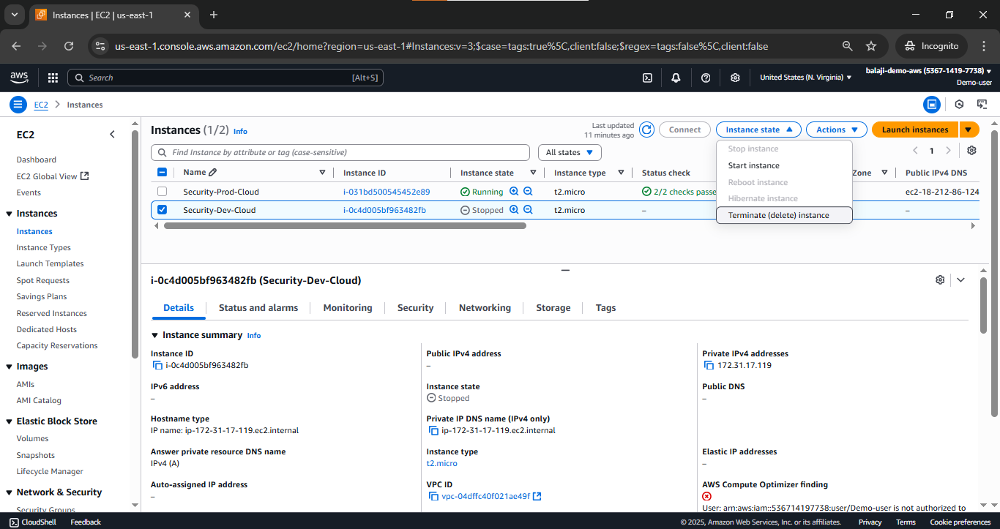 Instances | EC2 | us-east-1
us-east-1.console.aws.amazon.com/ec2/home?region=us-east-1#Instances:v=3;$case=tags:true%5C,client:false;$regex=tags:false%5C,client:false
Incognito
aws
Search [Alt+S]
United States (N. Virginia)
balaji-demo-aws (5367-1419-7738)
Demo-user
EC2 Instances
EC2
Dashboard
EC2 Global View
Events
Instances
Instances
Instance Types
Launch Templates
Spot Requests
Savings Plans
Reserved Instances
Dedicated Hosts
Capacity Reservations
Images
AMIs
AMI Catalog
Elastic Block Store
Volumes
Snapshots
Lifecycle Manager
Network & Security
Security Groups
Instances (1/2) Info
Last updated
11 minutes ago
Connect
Instance state
Actions
Launch instances
Find Instance by attribute or tag (case-sensitive)
All states
1
Stop instance
Start instance
Reboot instance
Hibernate instance
Terminate (delete) instance
Name Instance ID Instance state Instance type Status check Zone Public IPv4 DNS
Security-Prod-Cloud i-031bd500545452e89 Running t2.micro 2/2 checks passe ec2-18-212-86-124
Security-Dev-Cloud i-0c4d005bf963482fb Stopped t2.micro – –
i-0c4d005bf963482fb (Security-Dev-Cloud)
Details Status and alarms Monitoring Security Networking Storage Tags
Instance summary Info
Instance ID
i-0c4d005bf963482fb
Public IPv4 address
–
Private IPv4 addresses
172.31.17.119
IPv6 address
–
Instance state
Stopped
Public DNS
–
Hostname type
IP name: ip-172-31-17-119.ec2.internal
Private IP DNS name (IPv4 only)
ip-172-31-17-119.ec2.internal
Answer private resource DNS name
IPv4 (A)
Instance type
t2.micro
Elastic IP addresses
–
Auto-assigned IP address
–
VPC ID
vpc-04dffc40f021ae49f
AWS Compute Optimizer finding
User: arn:aws:iam::536714197738:user/Demo-user is not authorized to
CloudShell Feedback
© 2025, Amazon Web Services, Inc. or its affiliates. Privacy Terms Cookie preferences